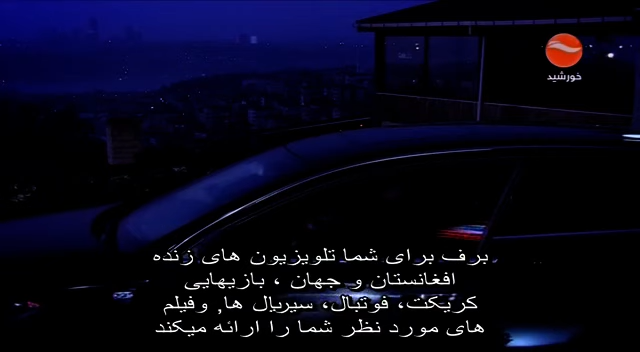 خورشید
برف برای شما تلویزیون های زنده
افغانستان و جهان ، بازیهایی
کریکت، فوتبال، سیریال ها, وفیلم
های مورد نظر شما را ارائه میکند